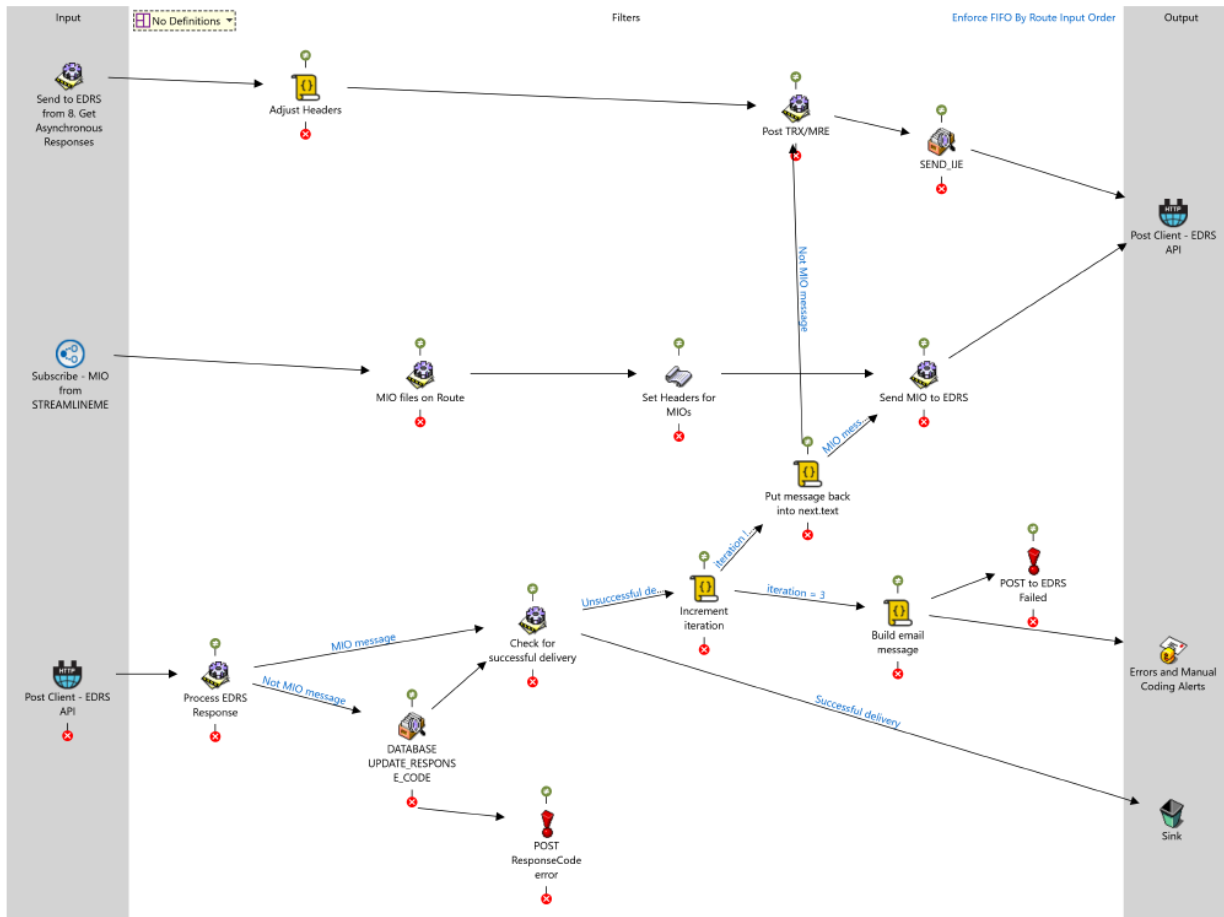 Input
No Definitions
Filters
Enforce FIFO By Route Input Order
Output
Send to EDRS
from 8. Get
Asynchronous
Responses
Adjust Headers
Post TRX/MRE
SEND_IJE
HTTP
Post Client - EDRS
API
Not MIO message
Subscribe - MIO
from
STREAMLINEME
MIO files on Route
Set Headers for
MIOs
Send MIO to EDRS
MIO mess...
Put message back
into next.text
iteration !...
Unsuccessful de...
Increment
iteration
iteration = 3
Build email
message
POST to EDRS
Failed
Check for
successful delivery
MIO message
Not MIO message
HTTP
Post Client - EDRS
API
Process EDRS
Response
Successful delivery
Errors and Manual
Coding Alerts
DATABASE
UPDATE_RESPONS
E_CODE
POST
ResponseCode
error
Sink